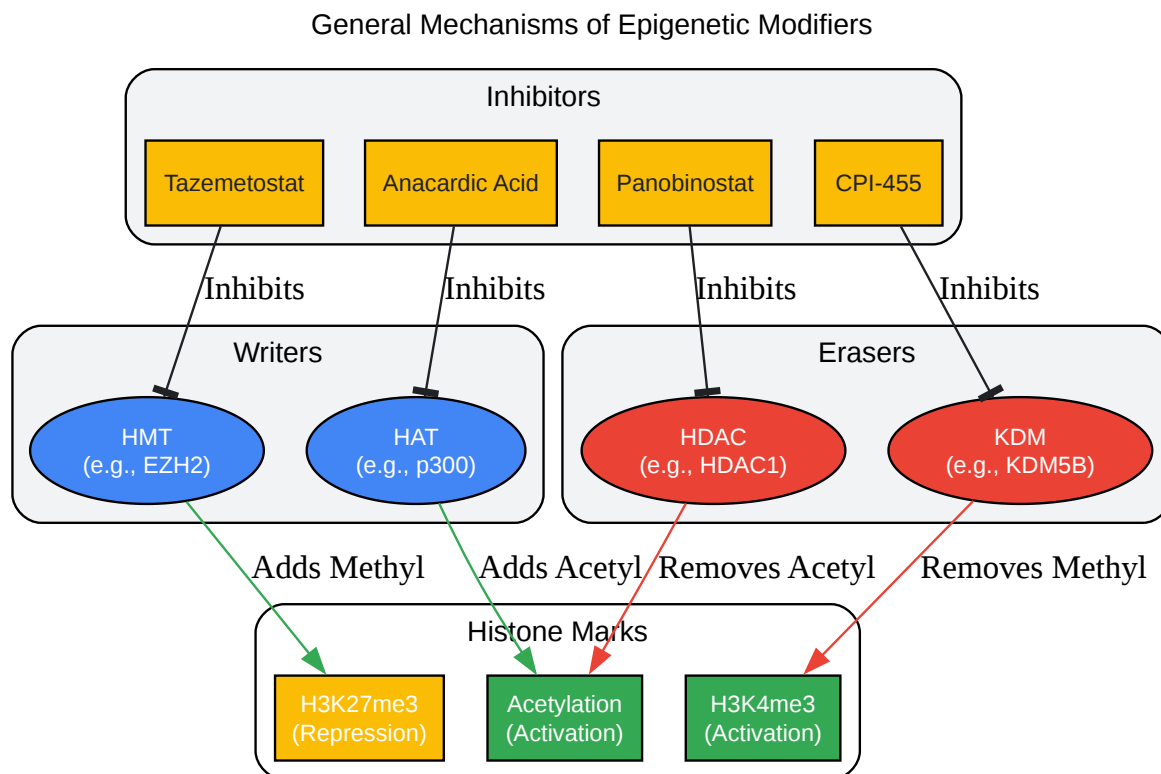 General Mechanisms of Epigenetic Modifiers
Inhibitors
Tazemetostat
Anacardic Acid
Panobinostat
CPI-455
Inhibits
Inhibits
Inhibits
Inhibits
Writers
Erasers
HMT
(e.g., EZH2)
HAT
(e.g., p300)
HDAC
(e.g., HDAC1)
KDM
(e.g., KDM5B)
Adds Methyl
Adds Acetyl
Removes Acetyl
Removes Methyl
Histone Marks
H3K27me3
(Repression)
Acetylation
(Activation)
H3K4me3
(Activation)